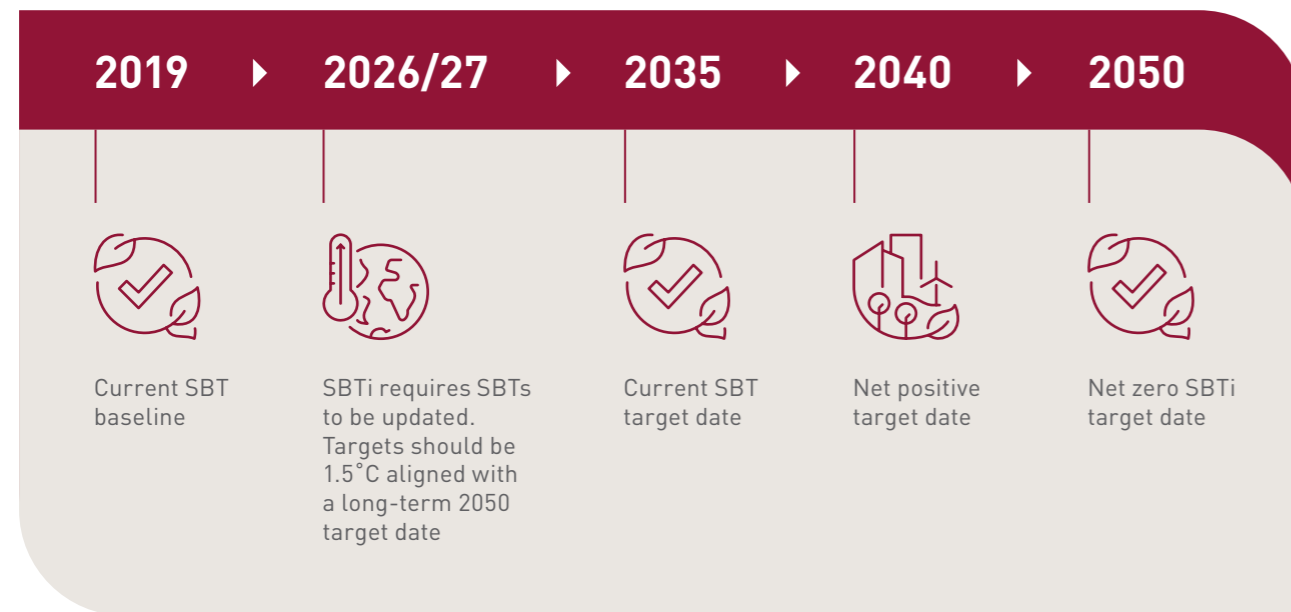 2019
2026/27
2035
2040
2050
Current SBT
baseline
SBTi requires SBTs
to be updated.
Targets should be
1.5°C aligned with
a long-term 2050
target date
Current SBT
target date
Net positive
target date
Net zero SBTi
target date